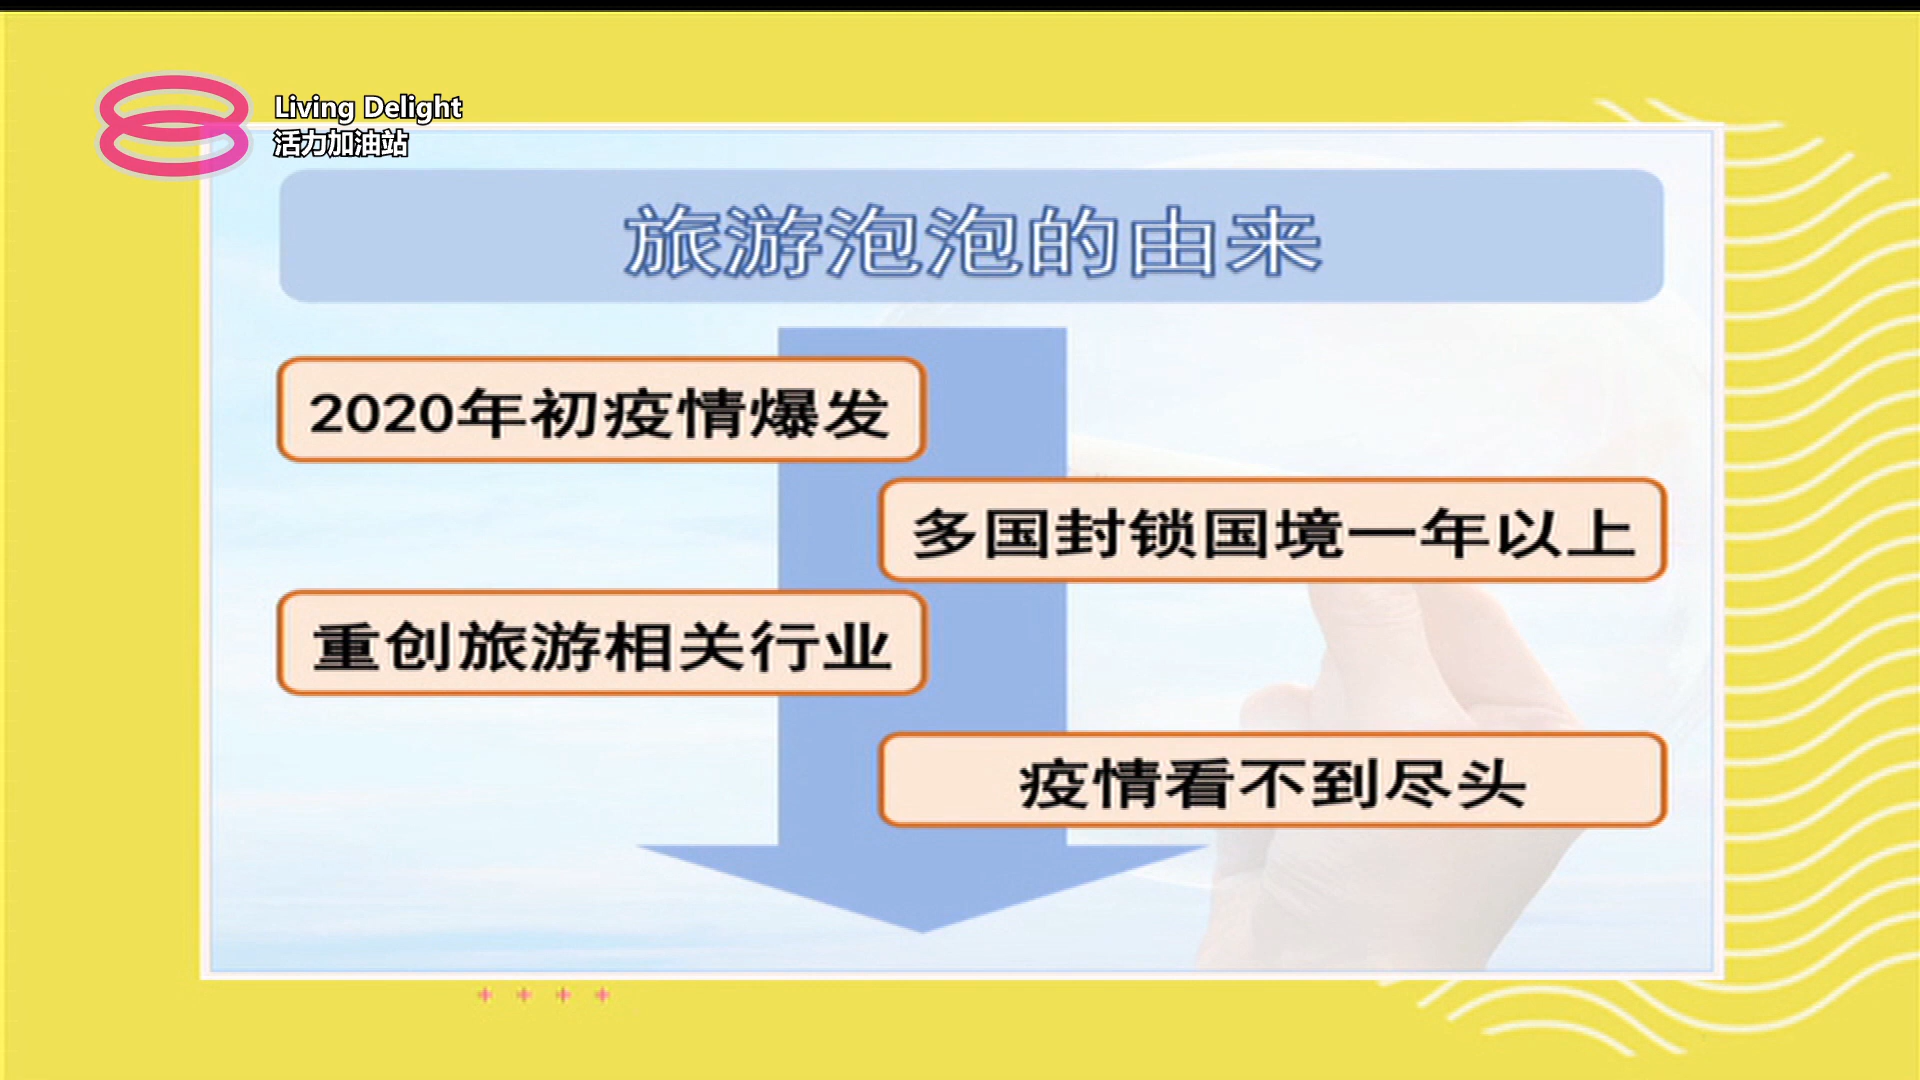 Living Delight
活力加油站
旅游泡泡的由来
2020年初疫情爆发
多国封锁国境一年以上
重创旅游相关行业
疫情看不到尽头